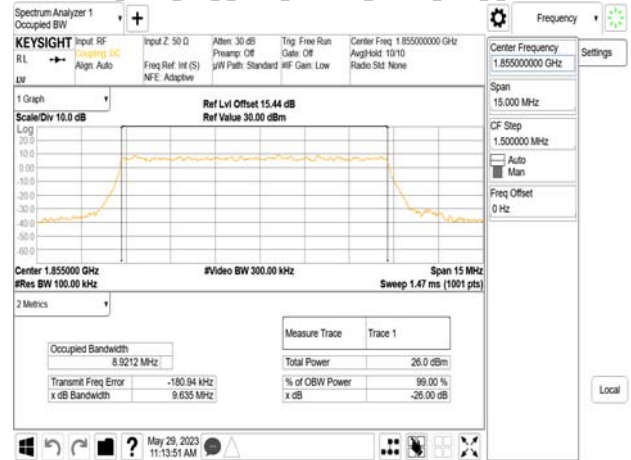 Spectrum Analyzer 1
Occupied BW
Frequency
KEYSIGHT
RL
Input: RF
Coupling: DC
Align: Auto
Input Z: 50 Ω
Freq Ref: Int (S)
NFE: Adaptive
Atten: 30 dB
Preamp: Off
µW Path: Standard
Trig: Free Run
Gate: Off
#IF Gain: Low
Center Freq: 1.855000000 GHz
Avg|Hold: 10/10
Radio Std: None
Center Frequency
1.855000000 GHz
Settings
Span
15.000 MHz
CF Step
1.500000 MHz
Auto
Man
Freq Offset
0 Hz
Local
1 Graph
Scale/Div 10.0 dB
Ref Lvl Offset 15.44 dB
Ref Value 30.00 dBm
Log
20.0
10.0
0.00
-10.0
-20.0
-30.0
-40.0
-50.0
-60.0
Center 1.855000 GHz
#Res BW 100.00 kHz
#Video BW 300.00 kHz
Span 15 MHz
Sweep 1.47 ms (1001 pts)
2 Metrics
Measure Trace Trace 1
Occupied Bandwidth
8.9212 MHz
Total Power 26.0 dBm
Transmit Freq Error -180.94 kHz
% of OBW Power 99.00 %
x dB Bandwidth 9.635 MHz
x dB -26.00 dB
May 29, 2023
11:13:51 AM